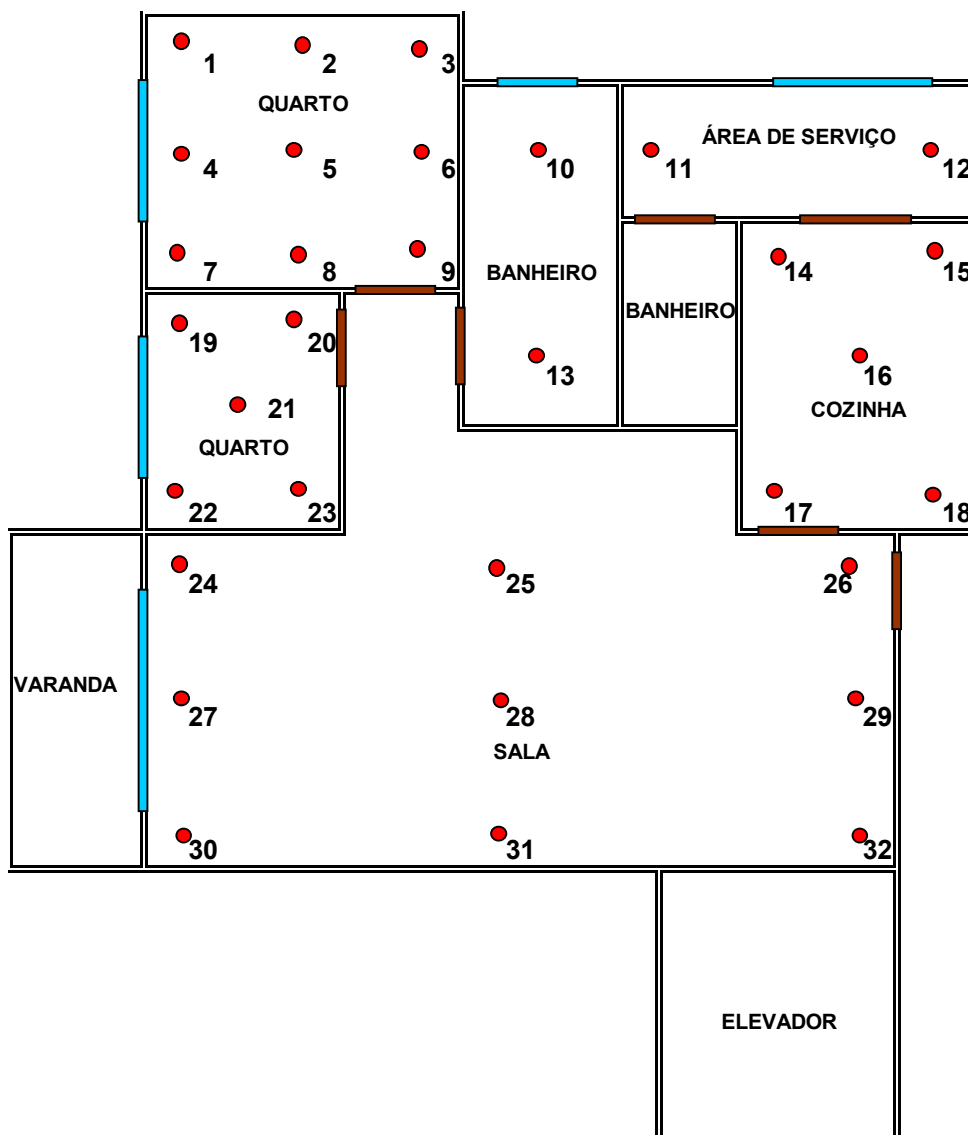 1 2 3
QUARTO
ÁREA DE SERVIÇO
4 5 6 10 11 12
7 8 9
BANHEIRO
14 15
BANHEIRO
19 20
13 16
21
COZINHA
QUARTO
22 23 17 18
24 25 26
VARANDA
27 28 29
SALA
30 31 32
ELEVADOR